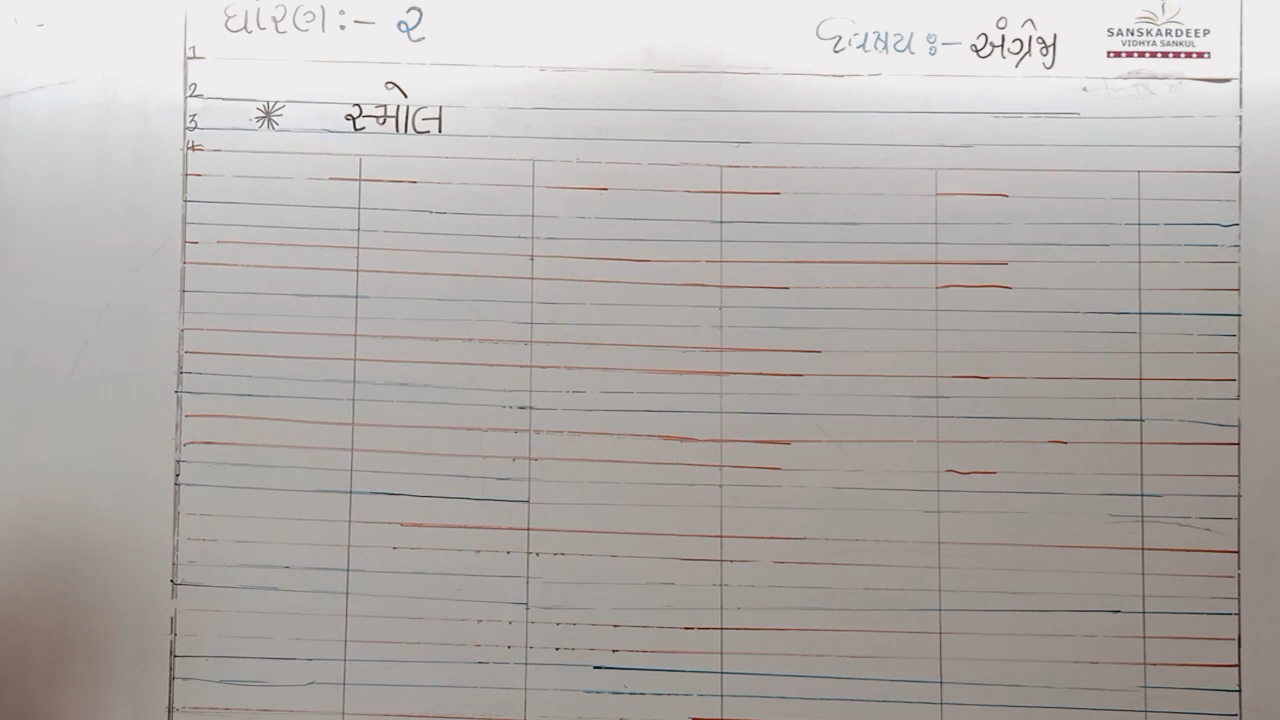 ધોરણ :- ૨
વિષય :- અંગ્રેજી
SANSKARDEEP
VIDHYA SANKUL
1
2
3
4
* સ્મોલ